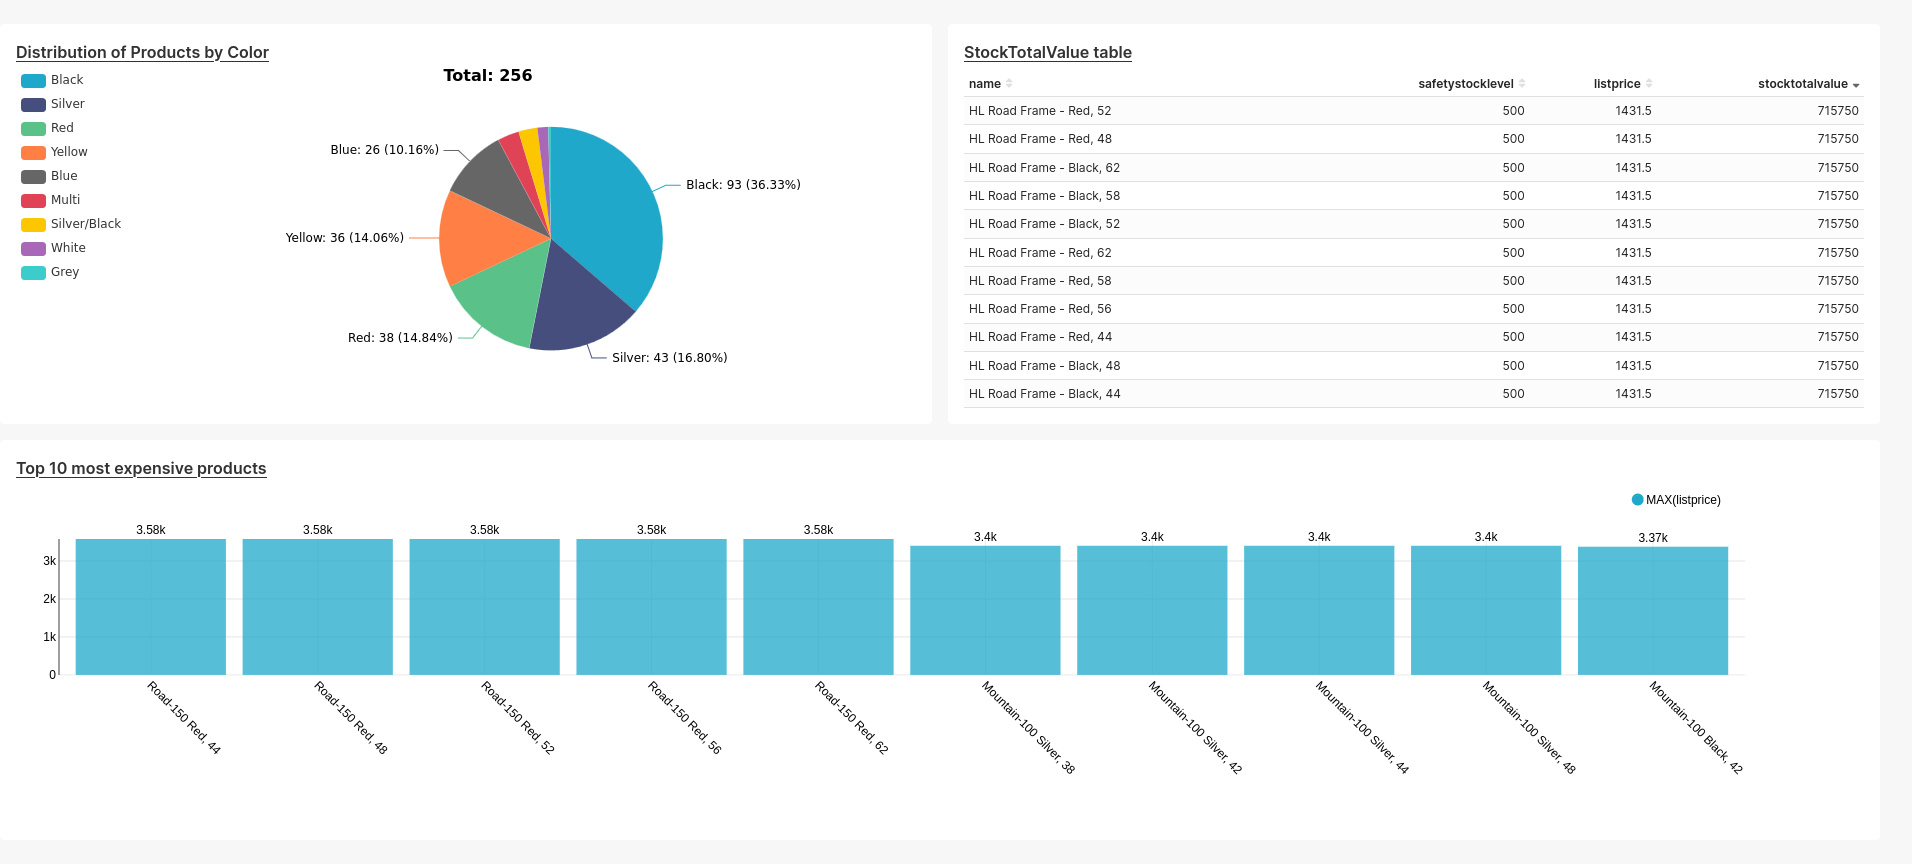 Distribution of Products by Color
Black
Silver
Red
Yellow
Blue
Multi
Silver/Black
White
Grey
Total: 256
Blue: 26 (10.16%)
Black: 93 (36.33%)
Yellow: 36 (14.06%)
Red: 38 (14.84%)
Silver: 43 (16.80%)
StockTotalValue table
name safetystocklevel listprice stocktotalvalue
HL Road Frame - Red, 52 500 1431.5 715750
HL Road Frame - Red, 48 500 1431.5 715750
HL Road Frame - Black, 62 500 1431.5 715750
HL Road Frame - Black, 58 500 1431.5 715750
HL Road Frame - Black, 52 500 1431.5 715750
HL Road Frame - Red, 62 500 1431.5 715750
HL Road Frame - Red, 58 500 1431.5 715750
HL Road Frame - Red, 56 500 1431.5 715750
HL Road Frame - Red, 44 500 1431.5 715750
HL Road Frame - Black, 48 500 1431.5 715750
HL Road Frame - Black, 44 500 1431.5 715750
Top 10 most expensive products
MAX(listprice)
3.58k 3.58k 3.58k 3.58k 3.58k 3.4k 3.4k 3.4k 3.4k 3.37k
3k
2k
1k
0
Road-150 Red, 44
Road-150 Red, 48
Road-150 Red, 52
Road-150 Red, 56
Road-150 Red, 62
Mountain-100 Silver, 38
Mountain-100 Silver, 42
Mountain-100 Silver, 44
Mountain-100 Silver, 48
Mountain-100 Black, 42